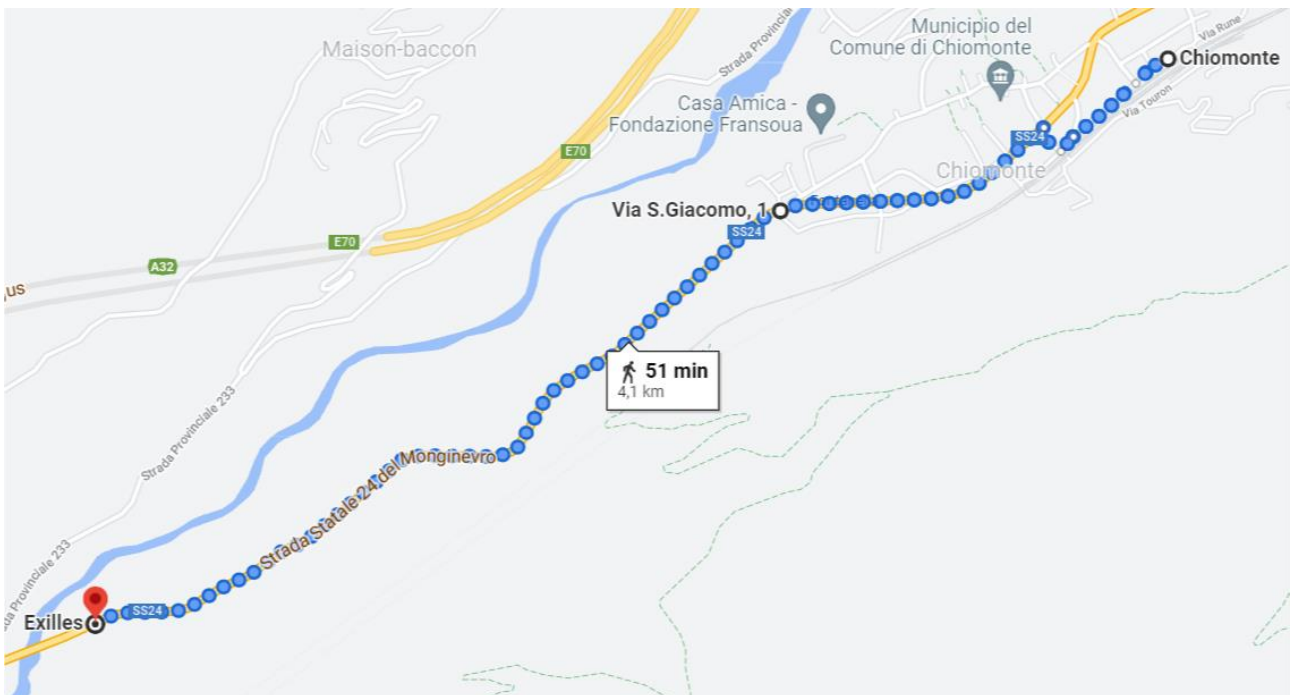 Maison-baccon
Municipio del
Comune di Chiomonte
Via Rune
Strada Provinciale
Chiomonte
Casa Amica -
Fondazione Fransoua
Via Touron
SS24
E70
Chiomonte
Via S.Giacomo, 1
SS24
E70
A32
jus
51 min
4,1 km
Strada Provinciale 233
Strada Statale 24 del Monginevro
ada Provinciale 233
SS24
Exilles